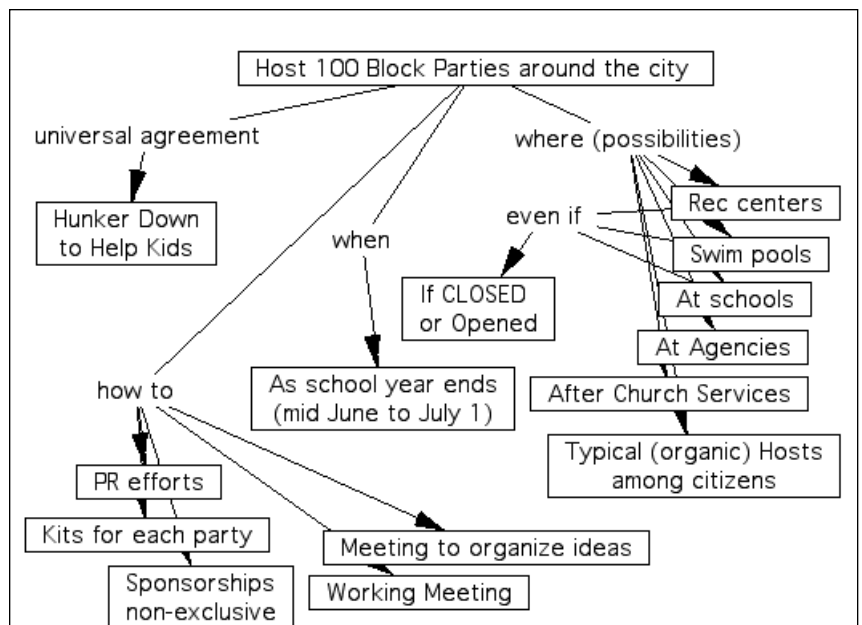 Host 100 Block Parties around the city
universal agreement
where (possibilities)
Hunker Down
to Help Kids
when
even if
Rec centers
Swim pools
If CLOSED
or Opened
At schools
At Agencies
how to
As school year ends
(mid June to July 1)
After Church Services
Typical (organic) Hosts
among citizens
PR efforts
Kits for each party
Meeting to organize ideas
Sponsorships
non-exclusive
Working Meeting